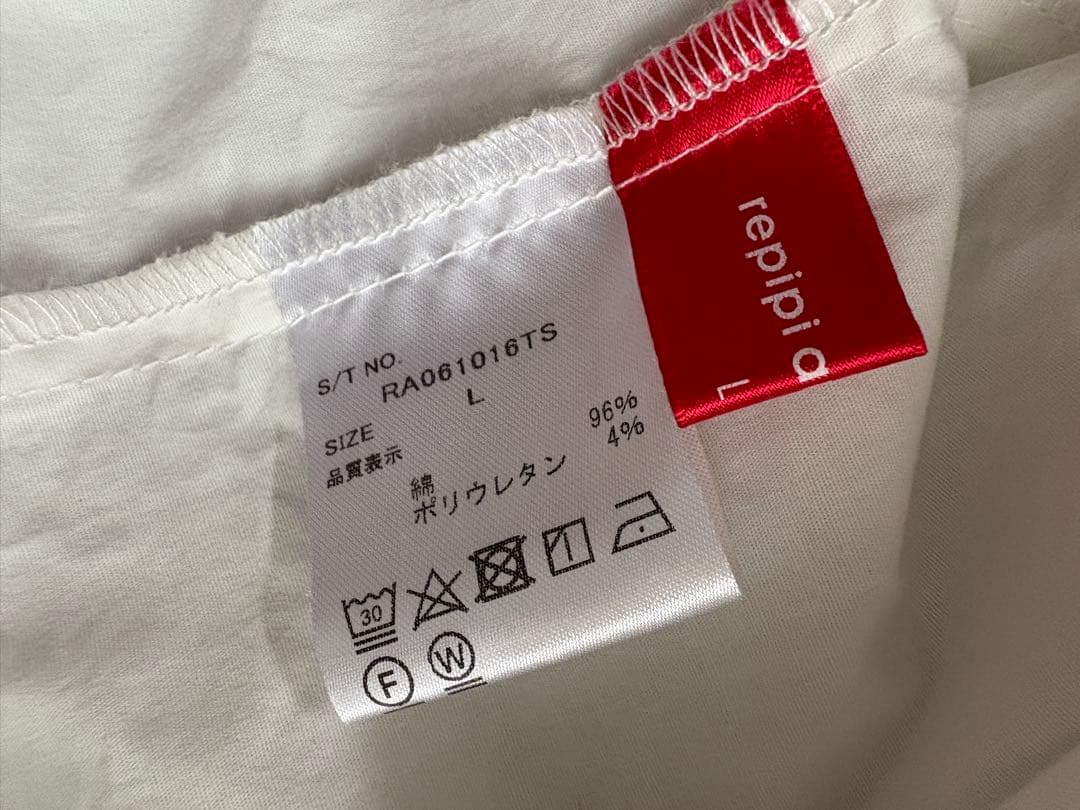 S/T NO.
RA061016TS
SIZE L
品質表示
綿 96%
ポリウレタン 4%
30
F W
repipi a
L